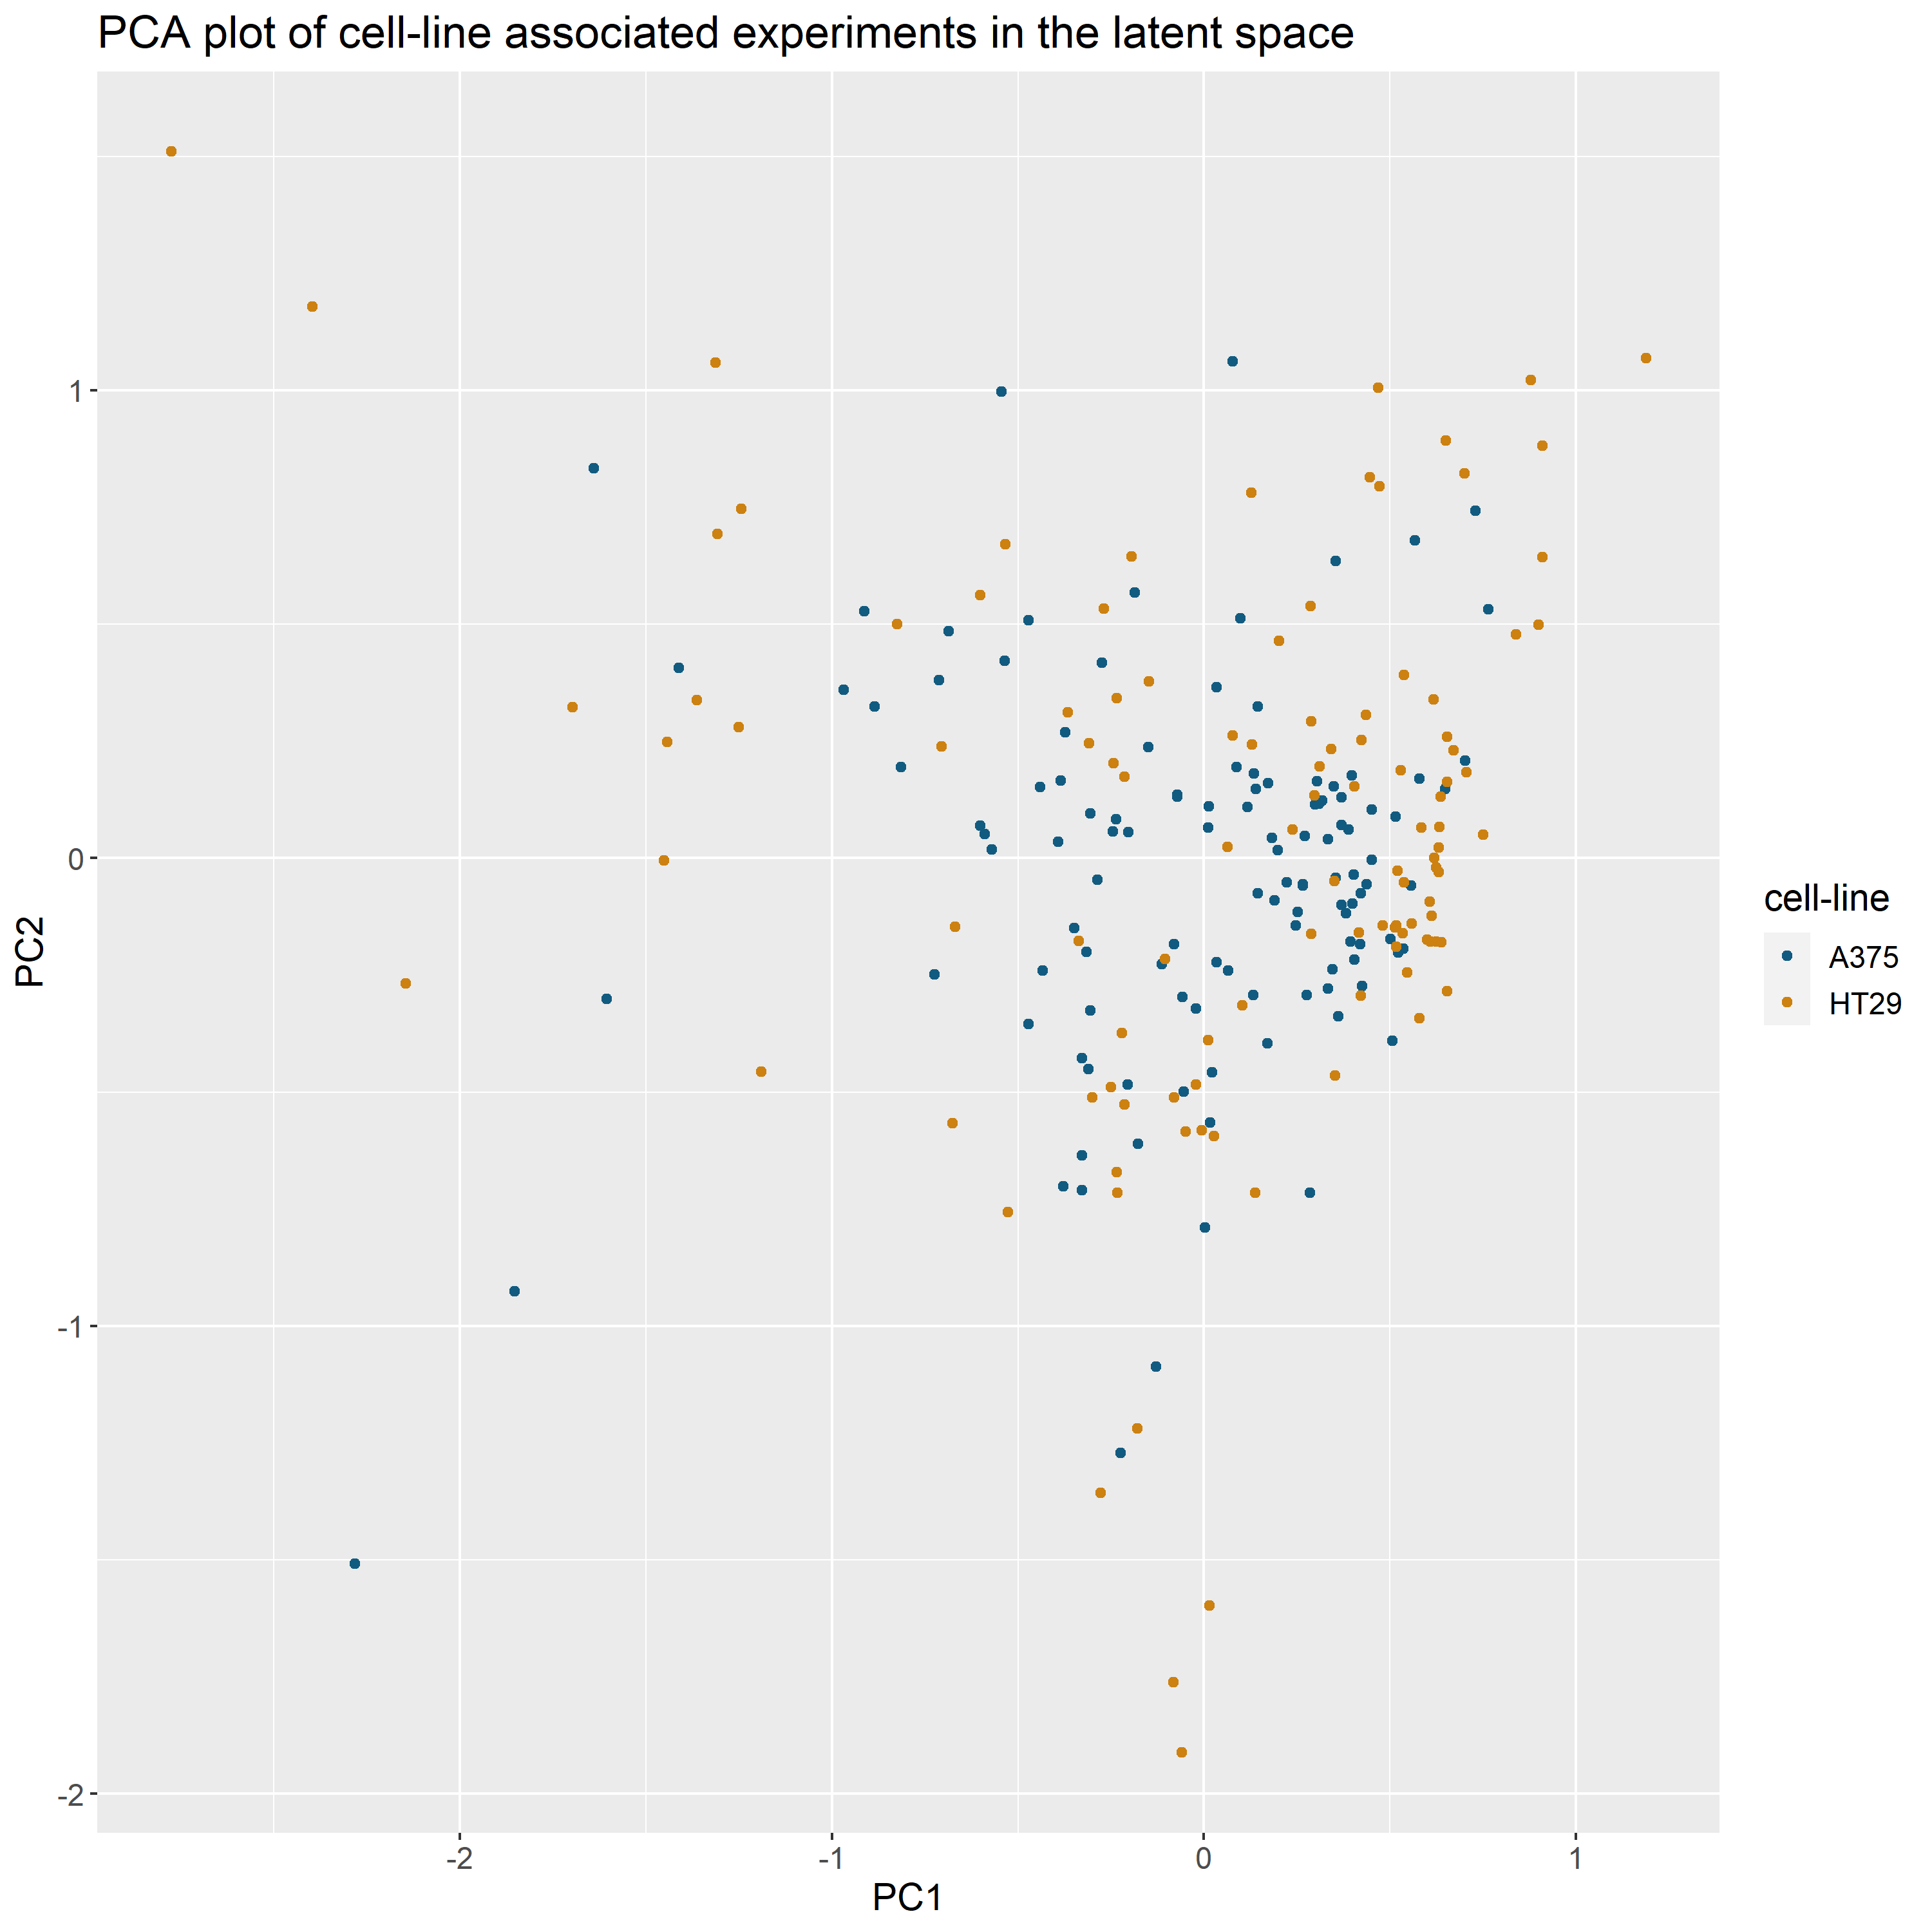 PCA plot of cell-line associated experiments in the latent space
1
0
-1
-2
PC2
-2
-1
0
1
PC1
cell-line
A375
HT29